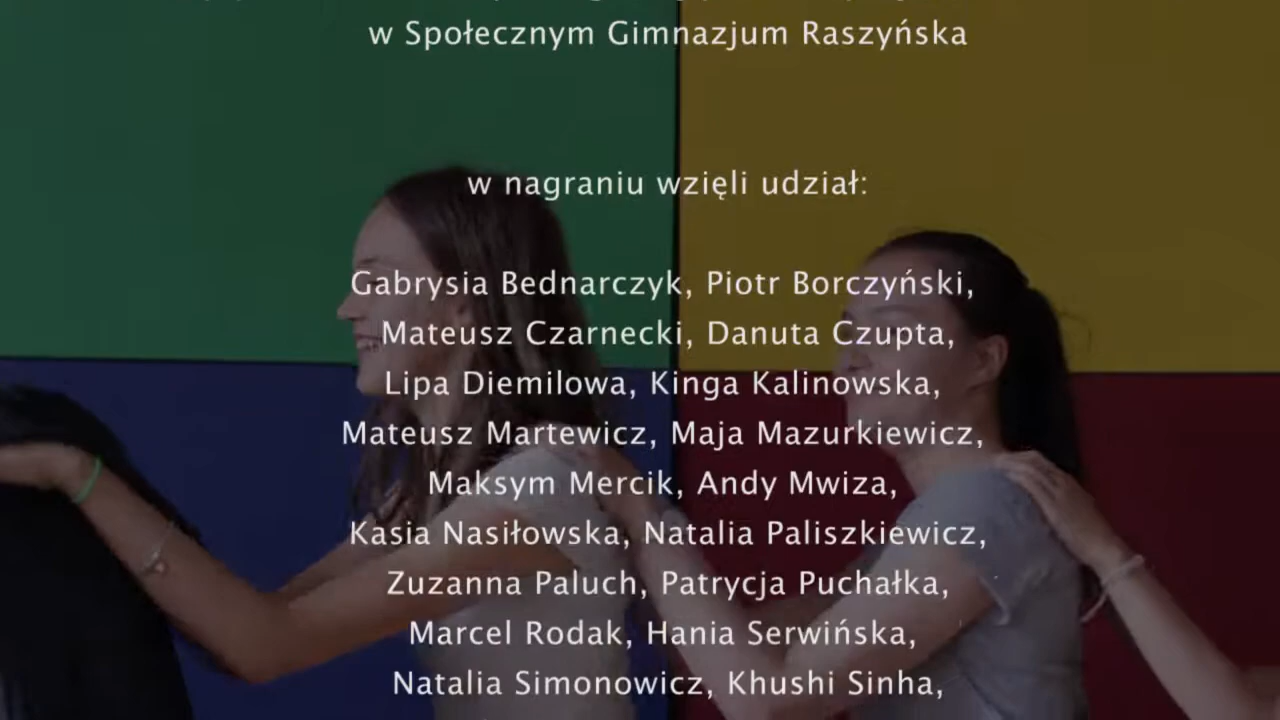 w Społecznym Gimnazjum Raszyńska
w nagraniu wzięli udział:
Gabrysia Bednarczyk, Piotr Borczyński,
Mateusz Czarnecki, Danuta Czupta,
Lipa Diemilowa, Kinga Kalinowska,
Mateusz Martewicz, Maja Mazurkiewicz,
Maksym Mercik, Andy Mwiza,
Kasia Nasiłowska, Natalia Paliszkiewicz,
Zuzanna Paluch, Patrycja Puchałka,
Marcel Rodak, Hania Serwińska,
Natalia Simonowicz, Khushi Sinha,